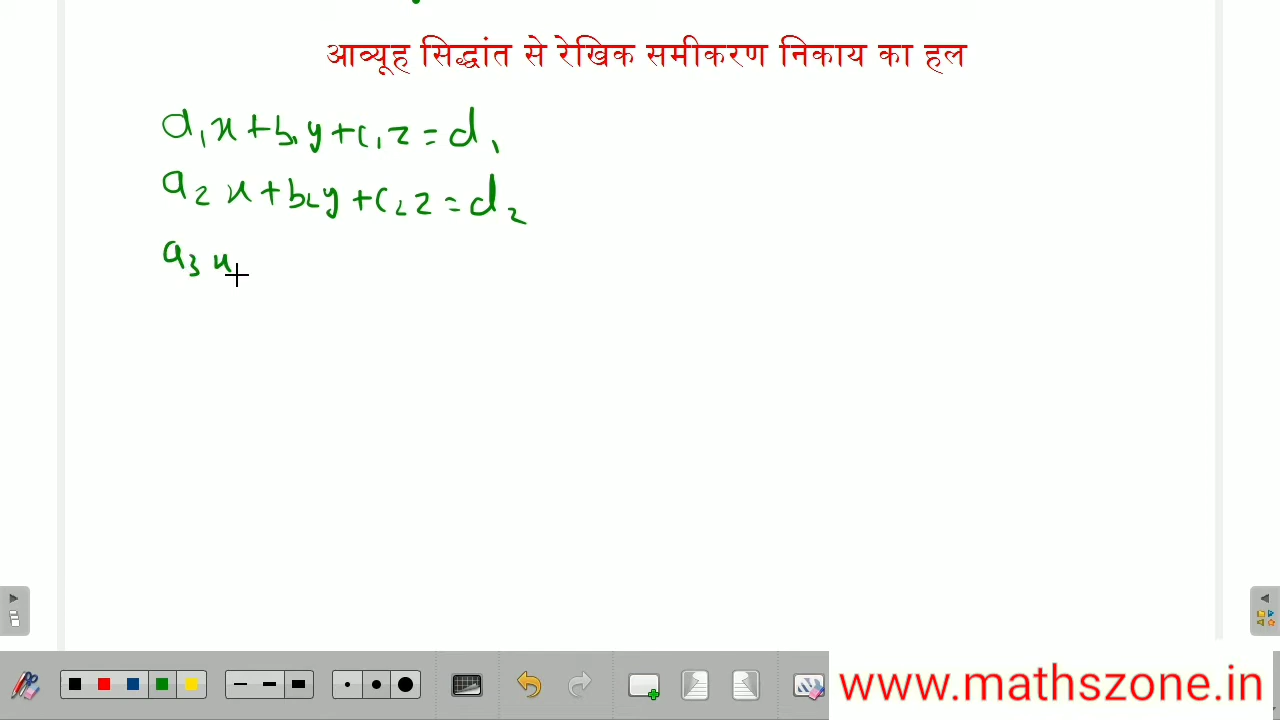 आव्यूह सिद्धांत से रेखिक समीकरण निकाय का हल
a₁x+b₁y+c₁z=d₁
a₂x+b₂y+c₂z=d₂
a₃x
www.mathszone.in